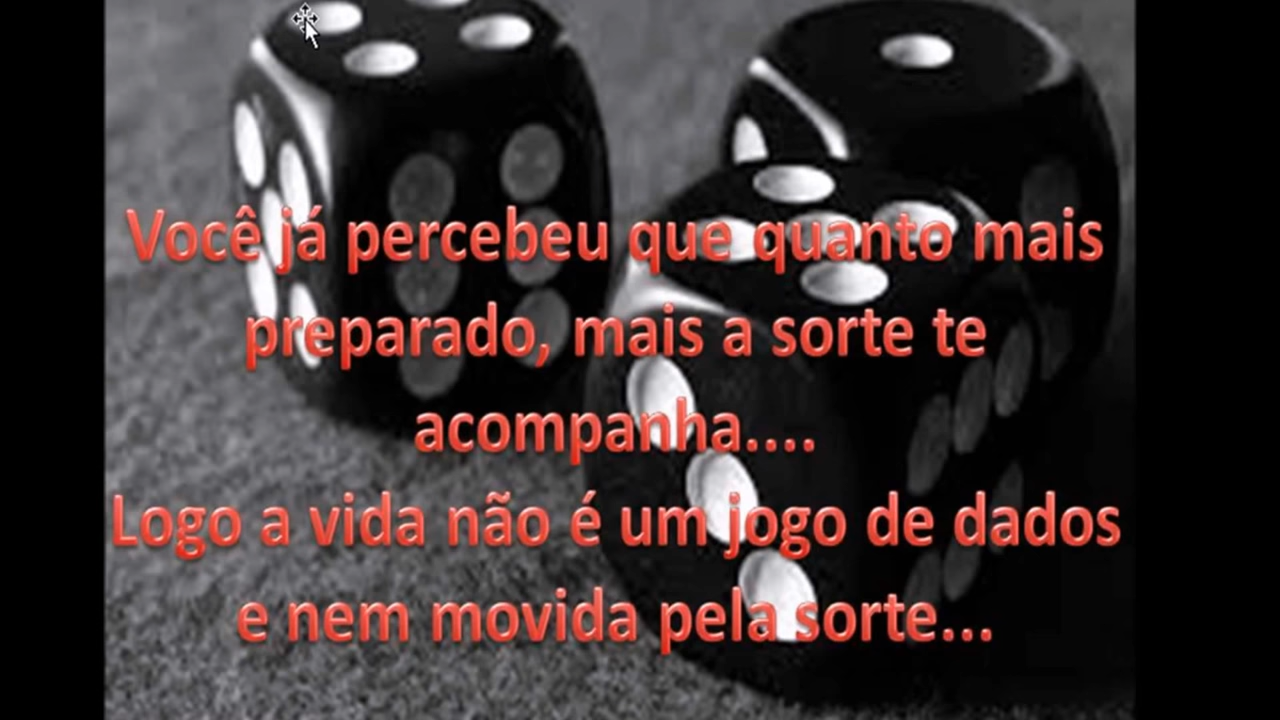 Você já percebeu que quanto mais
preparado, mais a sorte te
acompanha....
Logo a vida não é um jogo de dados
e nem movida pela sorte...